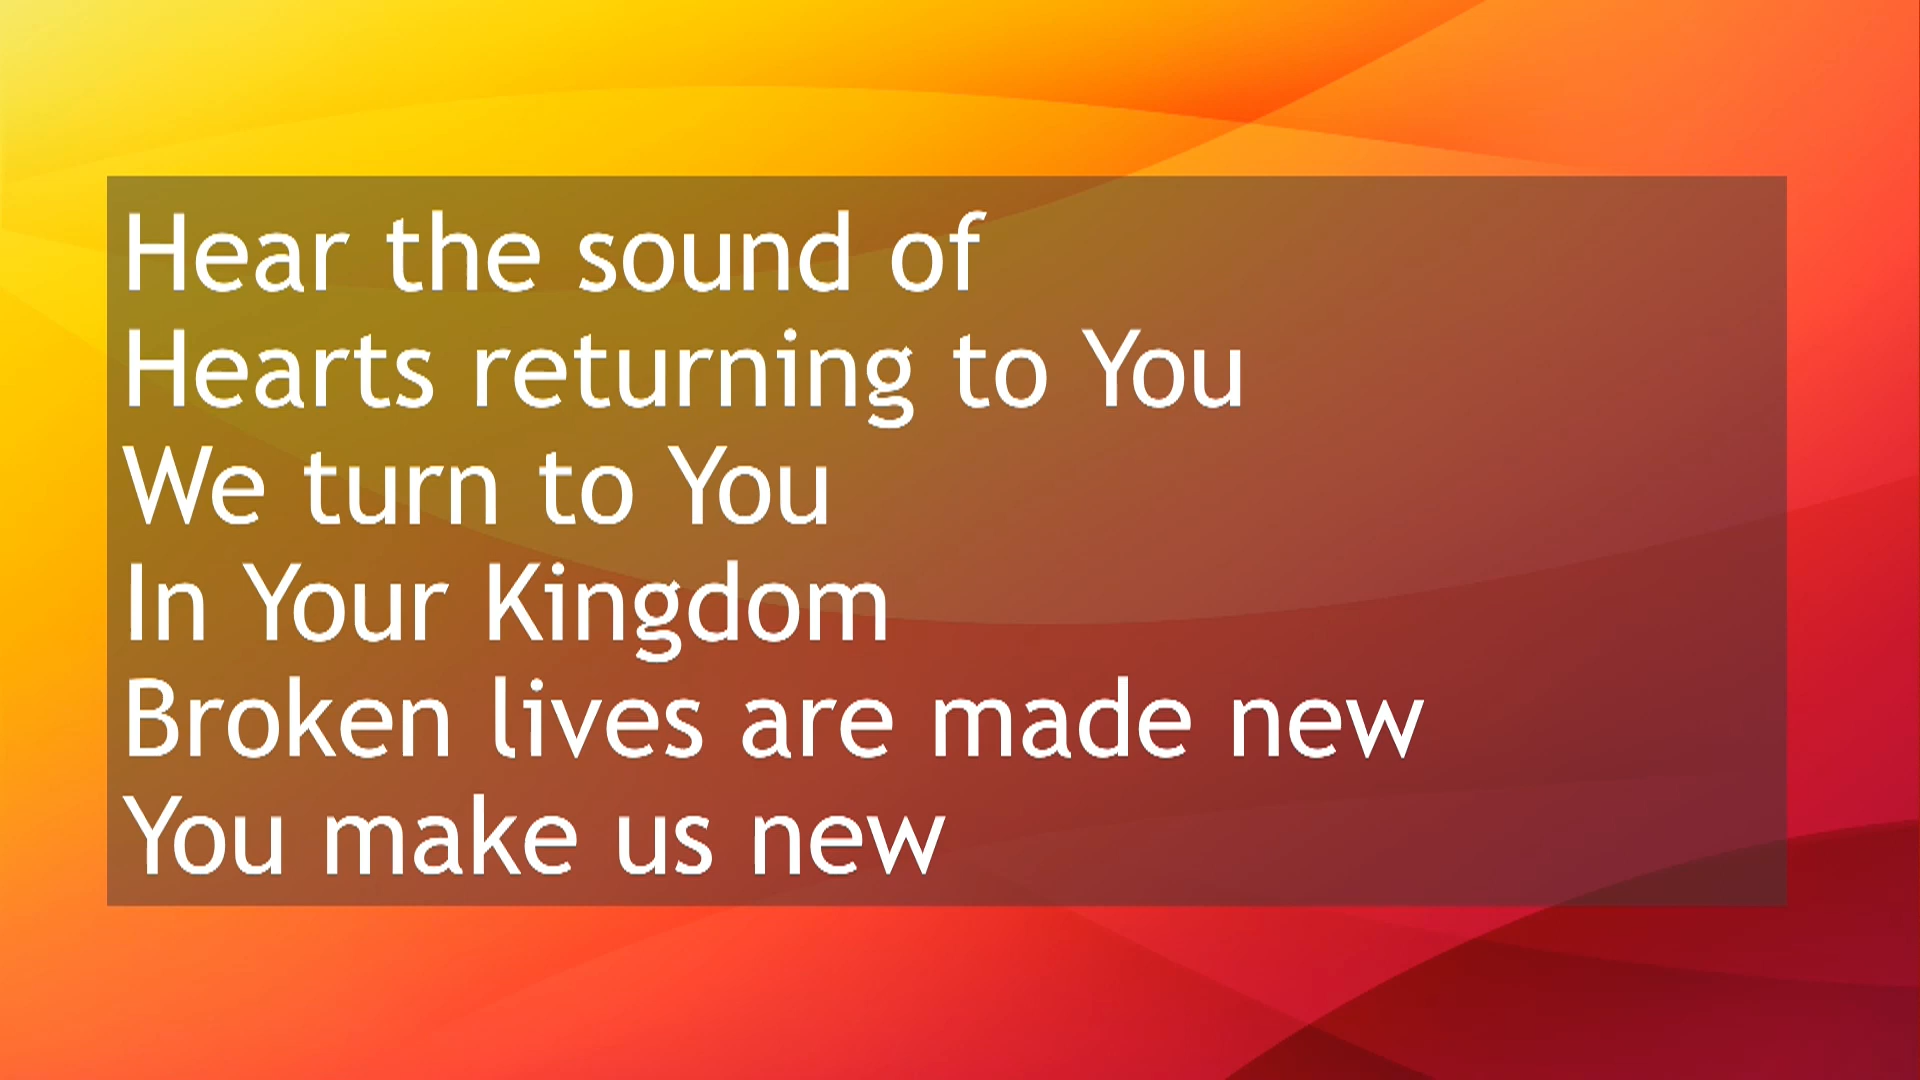 Hear the sound of
Hearts returning to You
We turn to You
In Your Kingdom
Broken lives are made new
You make us new